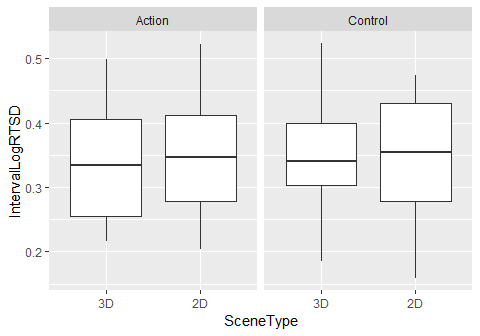 Action
Control
IntervalLogRTSD
0.5
0.4
0.3
0.2
3D
2D
3D
2D
SceneType